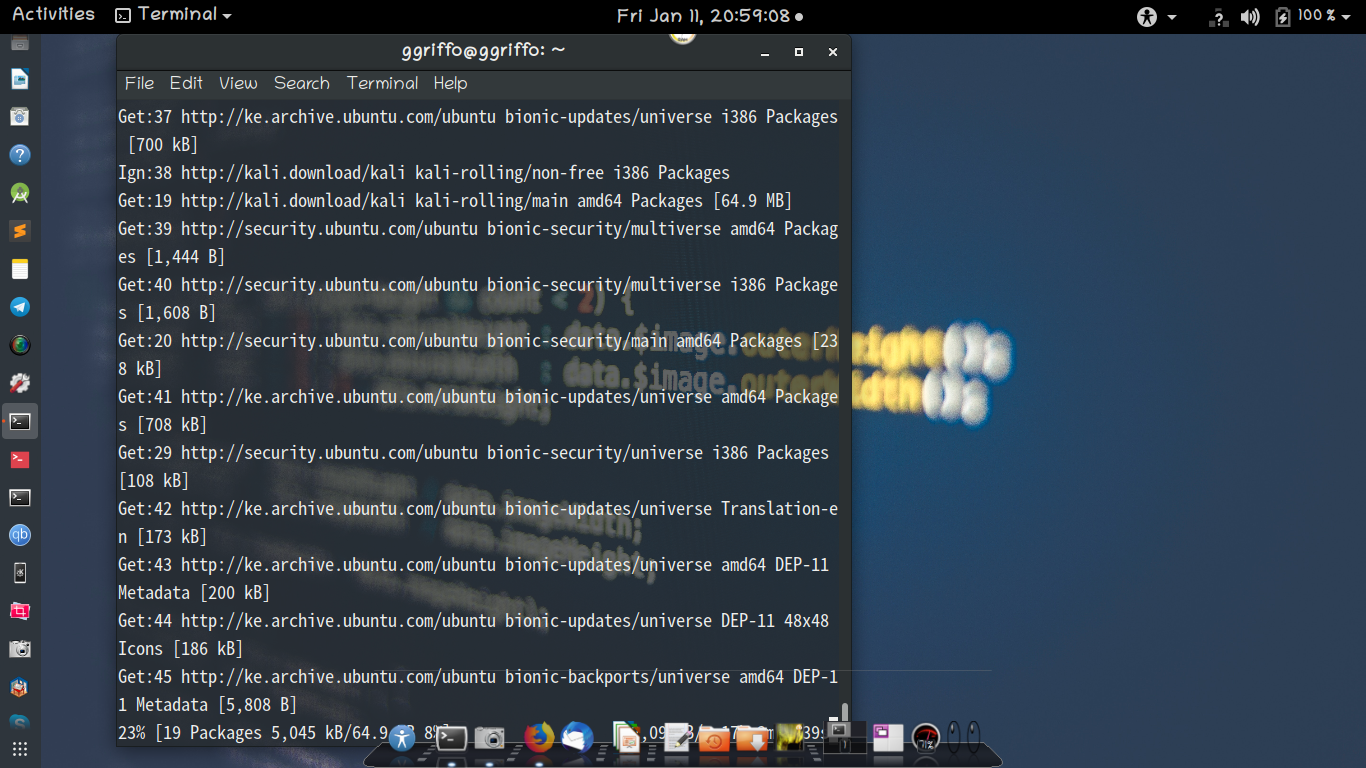 Activities Terminal Fri Jan 11, 20:59:08 100 %
ggriffo@ggriffo: ~
File Edit View Search Terminal Help
Get:37 http://ke.archive.ubuntu.com/ubuntu bionic-updates/universe i386 Packages
[700 kB]
Ign:38 http://kali.download/kali kali-rolling/non-free i386 Packages
Get:19 http://kali.download/kali kali-rolling/main amd64 Packages [64.9 MB]
Get:39 http://security.ubuntu.com/ubuntu bionic-security/multiverse amd64 Packag
es [1,444 B]
Get:40 http://security.ubuntu.com/ubuntu bionic-security/multiverse i386 Package
s [1,608 B]
Get:20 http://security.ubuntu.com/ubuntu bionic-security/main amd64 Packages [23
8 kB]
Get:41 http://ke.archive.ubuntu.com/ubuntu bionic-updates/universe amd64 Package
s [708 kB]
Get:29 http://security.ubuntu.com/ubuntu bionic-security/universe i386 Packages
[108 kB]
Get:42 http://ke.archive.ubuntu.com/ubuntu bionic-updates/universe Translation-e
n [173 kB]
Get:43 http://ke.archive.ubuntu.com/ubuntu bionic-updates/universe amd64 DEP-11
Metadata [200 kB]
Get:44 http://ke.archive.ubuntu.com/ubuntu bionic-updates/universe DEP-11 48x48
Icons [186 kB]
Get:45 http://ke.archive.ubuntu.com/ubuntu bionic-backports/universe amd64 DEP-1
1 Metadata [5,808 B]
23% [19 Packages 5,045 kB/64.9